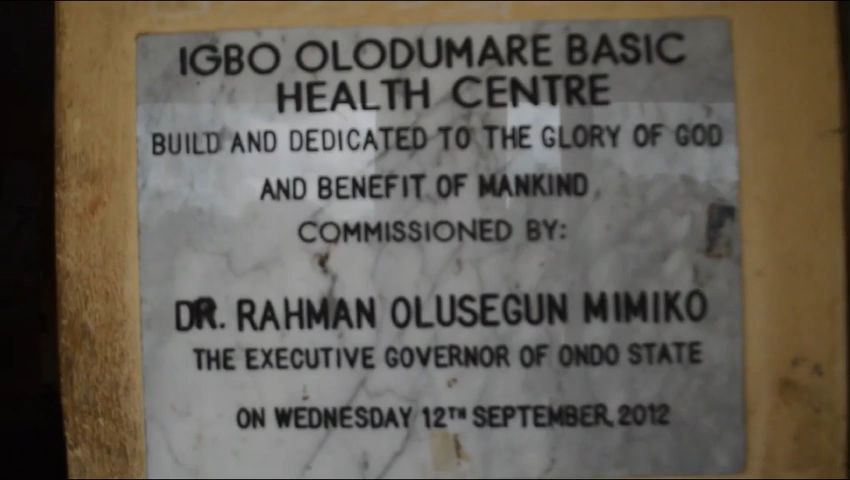 IGBO OLODUMARE BASIC
HEALTH CENTRE
BUILD AND DEDICATED TO THE GLORY OF GOD
AND BENEFIT OF MANKIND
COMMISSIONED BY:
DR. RAHMAN OLUSEGUN MIMIKO
THE EXECUTIVE GOVERNOR OF ONDO STATE
ON WEDNESDAY 12TH SEPTEMBER, 2012